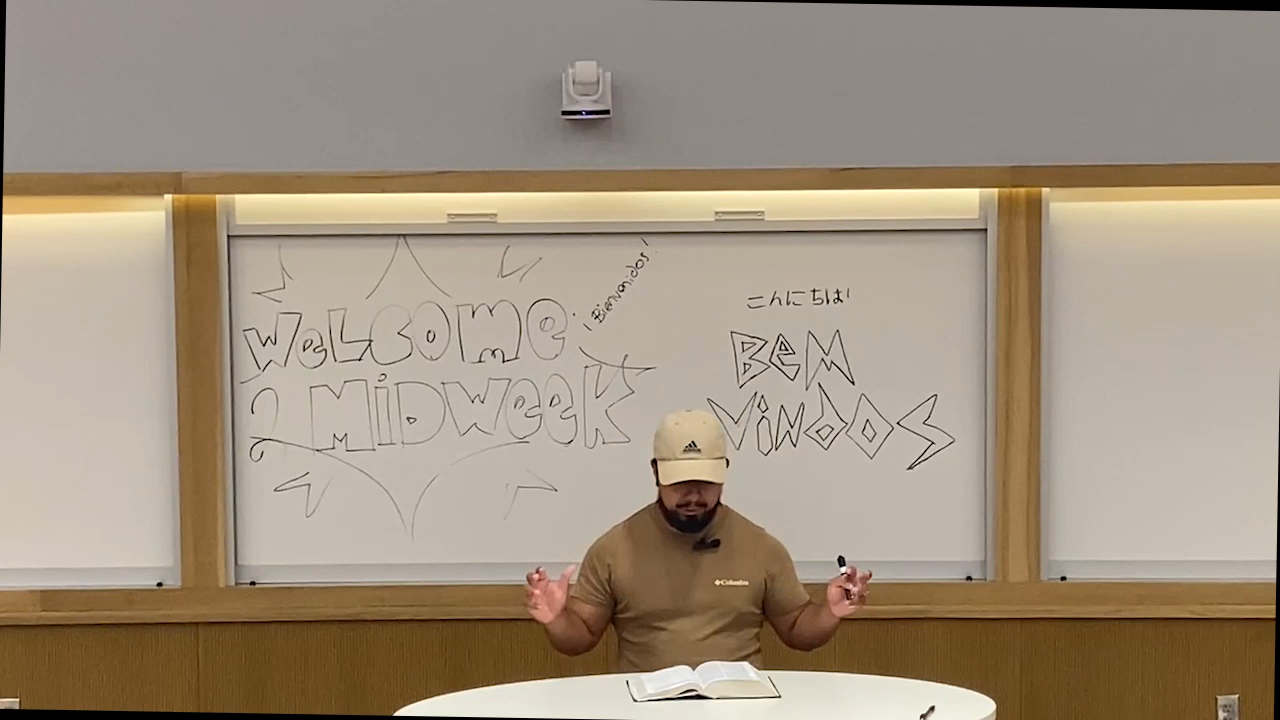 WeLCOMe
2 MiDWeeK
¡Bienvenidos!
こんにちは!
BeM
ViNdOS
Columbia